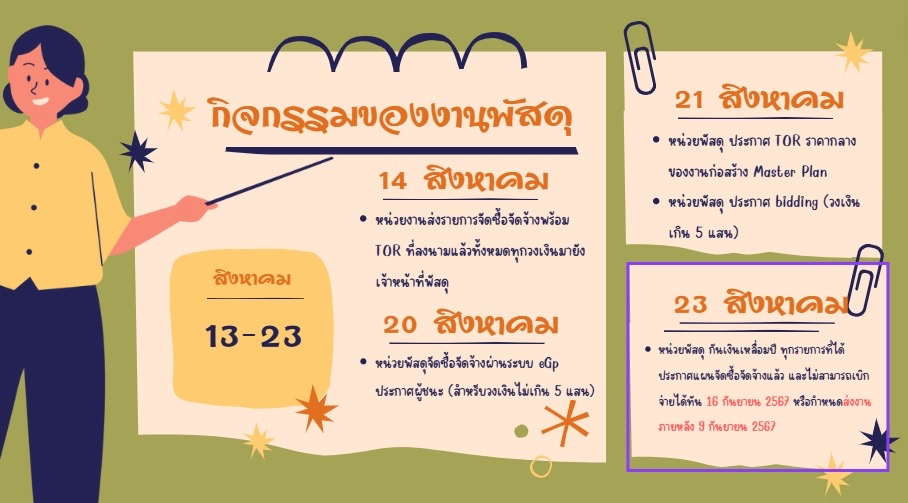 กิจกรรมของงานพัสดุ
สิงหาคม
13-23
14 สิงหาคม
• หน่วยงานส่งรายการจัดซื้อจัดจ้างพร้อม
TOR ที่ลงนามแล้วทั้งหมดทุกวงเงินมายัง
เจ้าหน้าที่พัสดุ
20 สิงหาคม
• หน่วยพัสดุจัดซื้อจัดจ้างผ่านระบบ eGp
ประกาศผู้ชนะ (สำหรับวงเงินไม่เกิน 5 แสน)
21 สิงหาคม
• หน่วยพัสดุ ประกาศ TOR ราคากลาง
ของงานก่อสร้าง Master Plan
• หน่วยพัสดุ ประกาศ bidding (วงเงิน
เกิน 5 แสน)
23 สิงหาคม
• หน่วยพัสดุ กันเงินเหลื่อมปี ทุกรายการที่ได้
ประกาศแผนจัดซื้อจัดจ้างแล้ว และไม่สามารถเบิก
จ่ายได้ทัน 16 กันยายน 2567 หรือกำหนดส่งงาน
ภายหลัง 9 กันยายน 2567